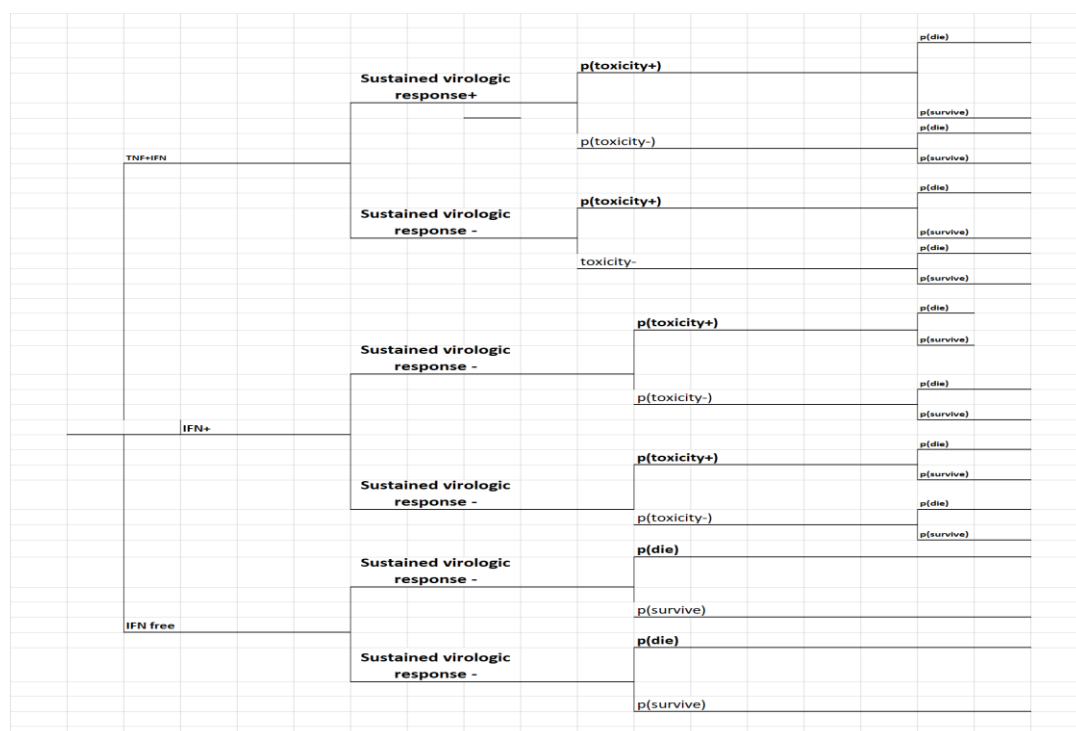 p(die)
p(toxicity+)
Sustained virologic
response+
p(survive)
p(die)
p(toxicity-)
TNF+IFN
p(survive)
p(die)
p(toxicity+)
Sustained virologic
response -
p(survive)
p(die)
toxicity-
p(survive)
p(die)
p(toxicity+)
p(survive)
Sustained virologic
response -
p(die)
p(toxicity-)
p(survive)
IFN+
p(die)
p(toxicity+)
p(survive)
Sustained virologic
response -
p(die)
p(toxicity-)
p(survive)
p(die)
Sustained virologic
response -
p(survive)
IFN free
p(die)
Sustained virologic
response -
p(survive)